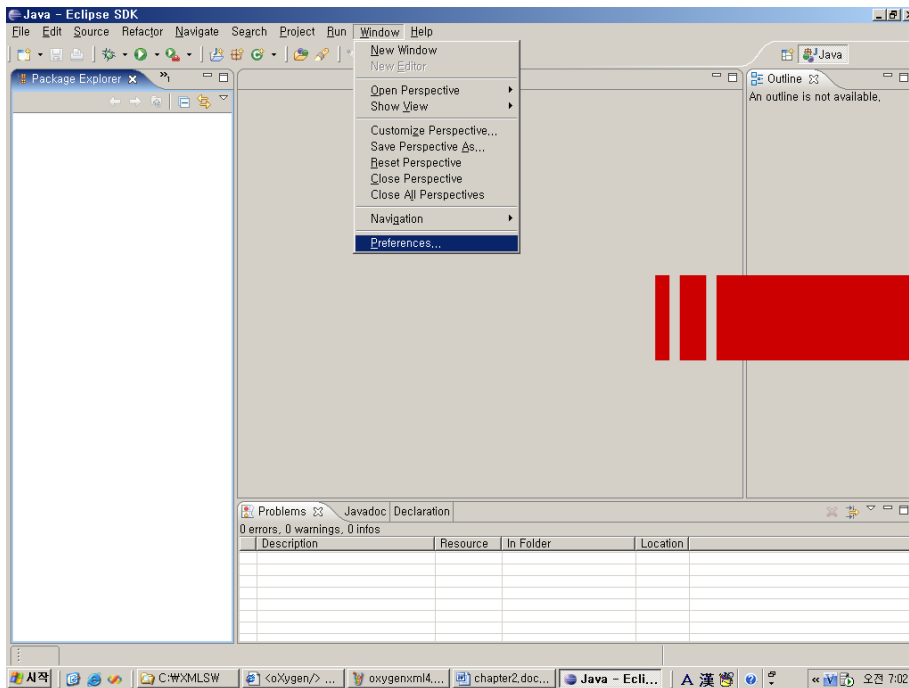 Java - Eclipse SDK
File Edit Source Refactor Navigate Search Project Run Window Help
Java
Package Explorer
New Window
New Editor
Open Perspective
Show View
Customize Perspective...
Save Perspective As...
Reset Perspective
Close Perspective
Close All Perspectives
Navigation
Preferences...
Outline
An outline is not available.
Problems Javadoc Declaration
0 errors, 0 warnings, 0 infos
Description Resource In Folder Location
시작 C:₩XMLSW <oXygen/> ... oxygenxml4,... chapter2,doc... Java - Ecli... A 漢 오전 7:02